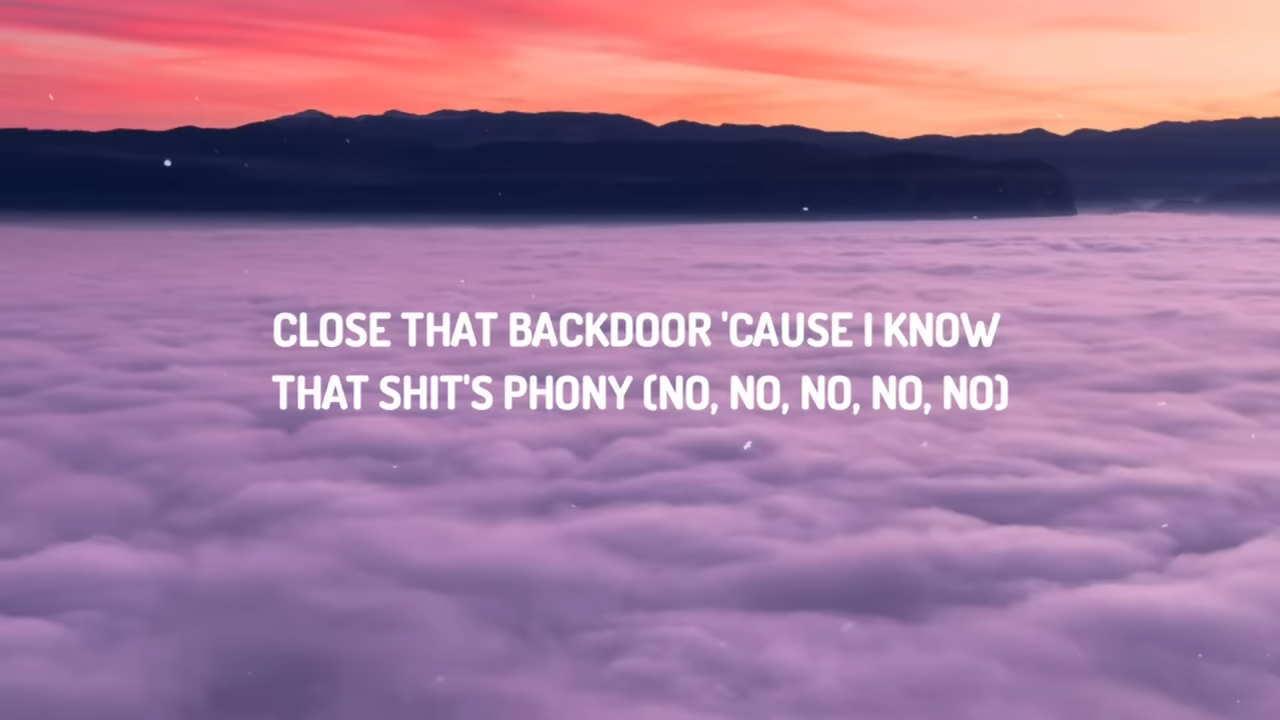 CLOSE THAT BACKDOOR 'CAUSE I KNOW
THAT SHIT'S PHONY (NO, NO, NO, NO, NO)